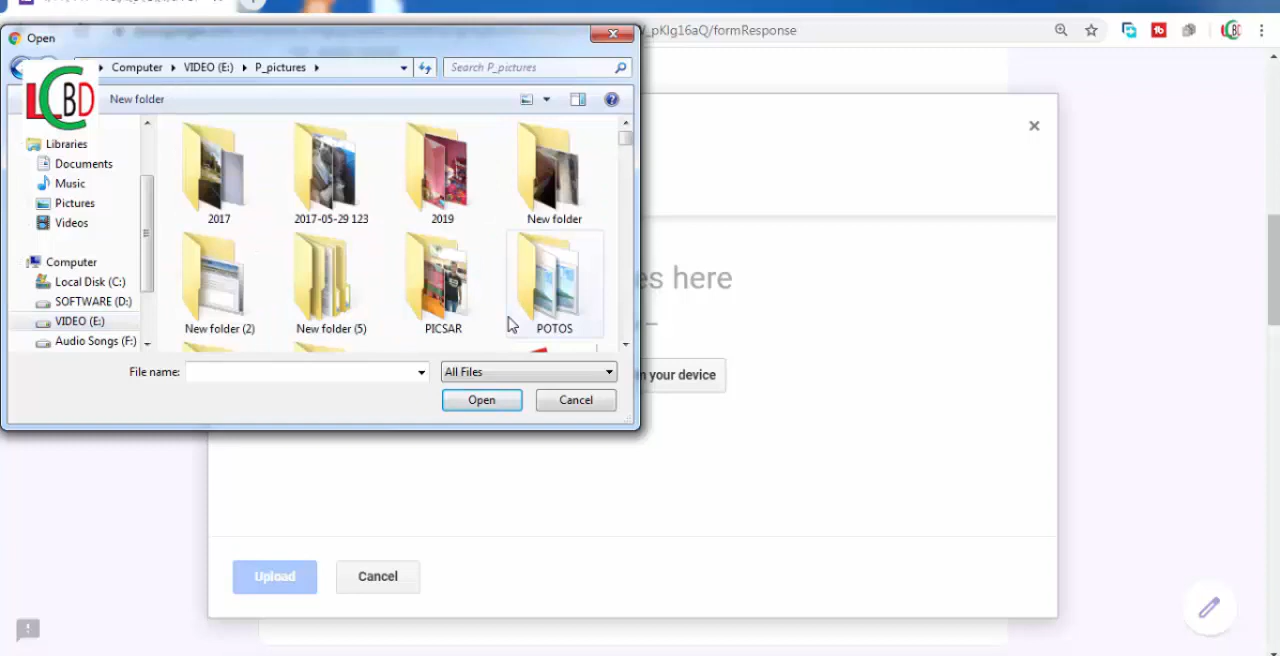 _pKlg16aQ/formResponse
Open
Computer
VIDEO (E:)
P_pictures
Search P_pictures
LCBD
New folder
Libraries
Documents
Music
Pictures
Videos
Computer
Local Disk (C:)
SOFTWARE (D:)
VIDEO (E:)
Audio Songs (F:)
2017
2017-05-29 123
2019
New folder
New folder (2)
New folder (5)
PICSAR
POTOS
File name:
All Files
Open
Cancel
es here
your device
Upload
Cancel